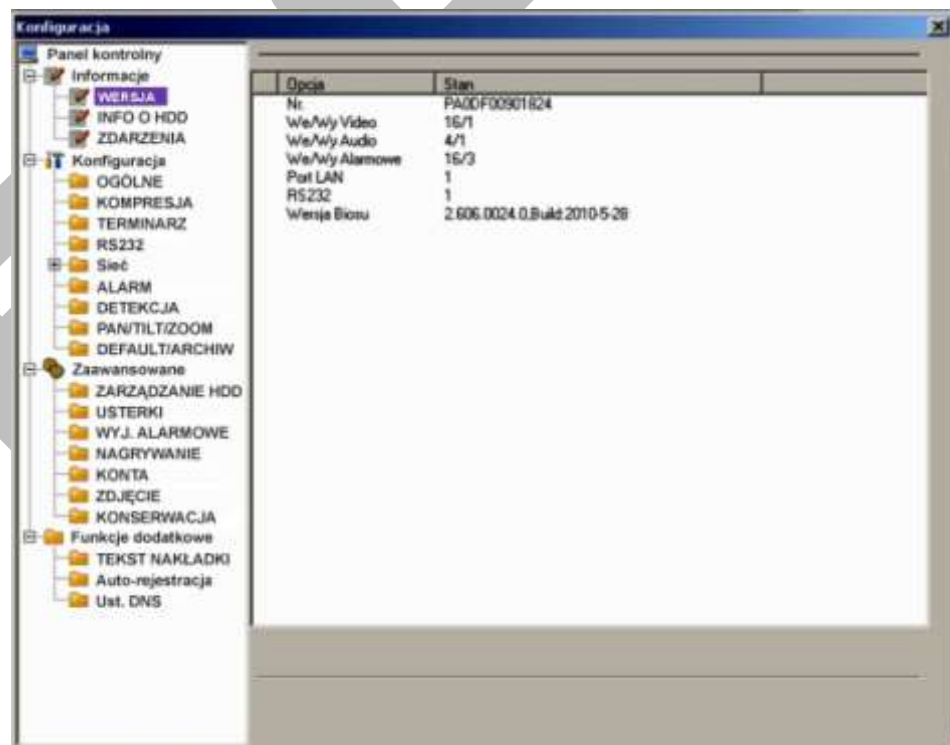 Konfiguracja
Panel kontrolny
Informacje
WERSJA
INFO O HDD
ZDARZENIA
Konfiguracja
OGÓLNE
KOMPRESJA
TERMINARZ
RS232
Sieć
ALARM
DETEKCJA
PAN/TILT/ZOOM
DEFAULT/ARCHIW
Zaawansowane
ZARZĄDZANIE HDD
USTERKI
WYJ. ALARMOWE
NAGRYWANIE
KONTA
ZDJĘCIE
KONSERWACJA
Funkcje dodatkowe
TEKST NAKŁADKI
Auto-rejestracja
Ust. DNS
Opcja Stan
Nr. PA0DF00901824
We/Wy Video 16/1
We/Wy Audio 4/1
We/Wy Alarmowe 16/3
Port LAN 1
RS232 1
Wersja Biosu 2.606.0024.0,Build:2010-5-28